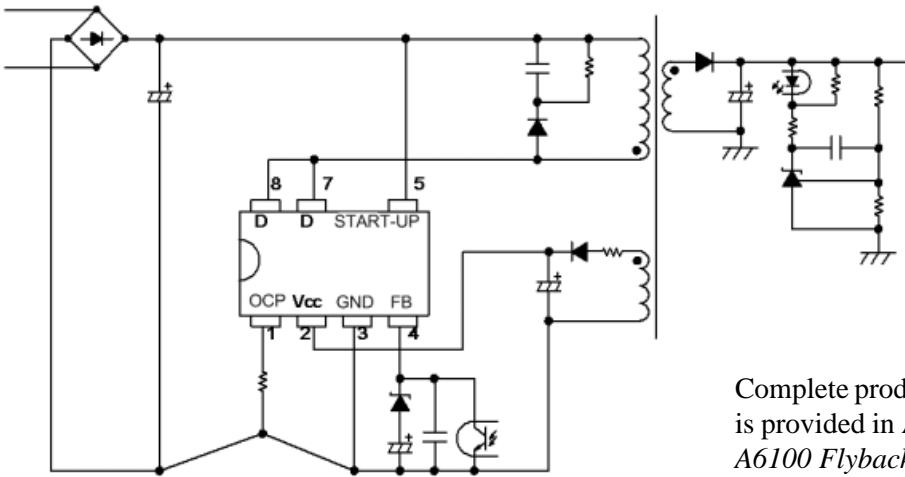 8 7 5
D D START-UP
OCP Vcc GND FB
1 2 3 4
+
+
+
+
Complete prod
is provided in
A6100 Flyback